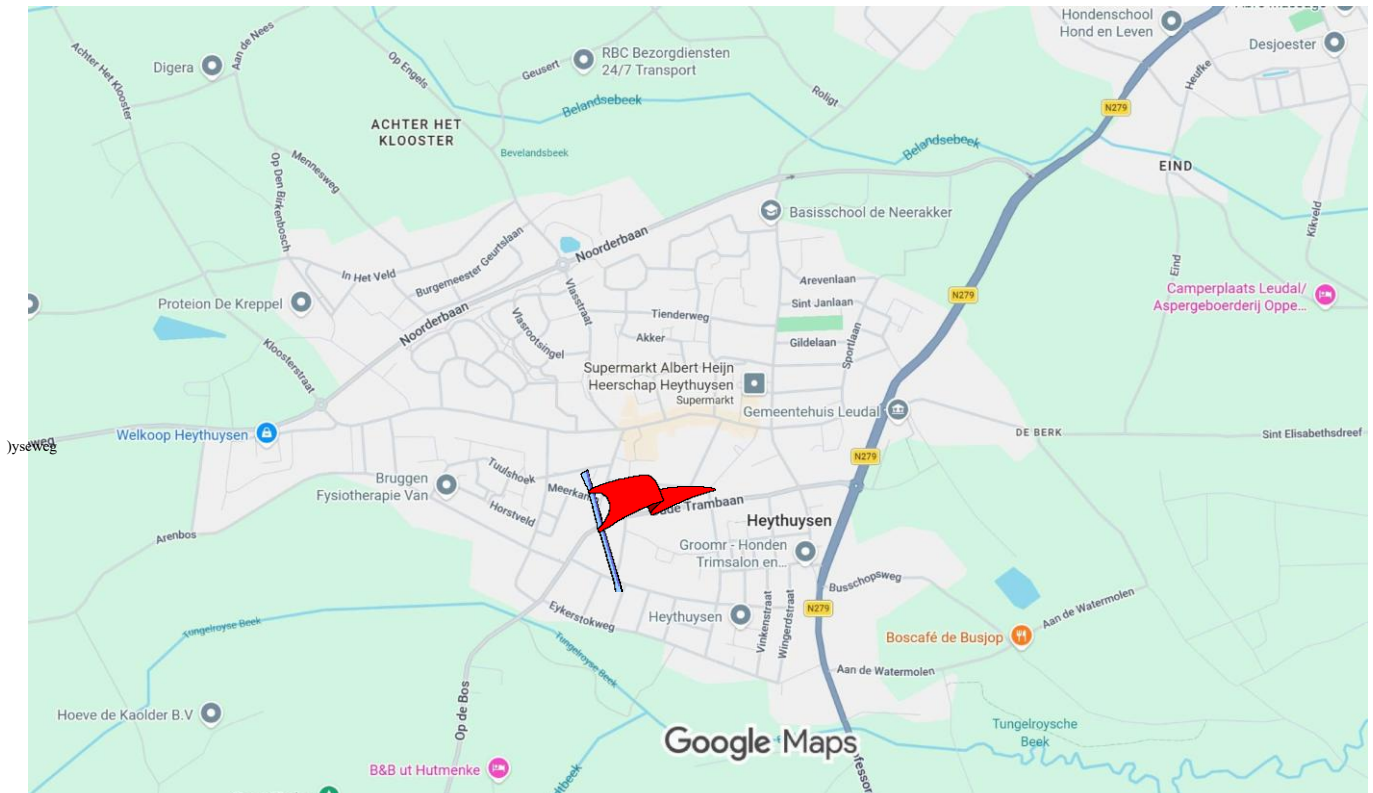 Hondenschool
Hond en Leven
Desjoester
Aan de Nees
Achter Het Klooster
Digera
Op Engels
Geusert
RBC Bezorgdiensten
24/7 Transport
Roligt
Heufke
N279
Belandsebeek
ACHTER HET
KLOOSTER
Bevelandsbeek
Belandsebeek
EIND
Mennesweg
Op Den Birkenbosch
Basisschool de Neerakker
Kikveld
Noorderbaan
Burgemeester Geurtslaan
In Het Veld
Eind
Arevenlaan
Camperplaats Leudal/
Aspergeboerderij Oppe...
N279
Proteion De Kreppel
Vlasstraat
Sint Janlaan
Noorderbaan
Tienderweg
Vlasrootsingel
Akker
Gildelaan
Sportlaan
Kloosterstraat
Supermarkt Albert Heijn
Heerschap Heythuysen
Supermarkt
Gemeentehuis Leudal
Welkoop Heythuysen
DE BERK
Sint Elisabethsdreef
)yseweg
N279
Tuulshoek
Bruggen
Fysiotherapie Van
Horstveld
Trambaan
Heythuysen
Arenbos
Groomr - Honden
Trimsalon en...
Busschopsweg
Eykerstokweg
Heythuysen
Vinkenstraat
Wingerdstraat
N279
Aan de Watermolen
Boscafé de Busjop
Tungelroyse Beek
Tungelroyse Beek
Aan de Watermolen
Hoeve de Kaolder B.V
Op de Bos
Tungelroysche
Beek
Google Maps
B&B ut Hutmenke